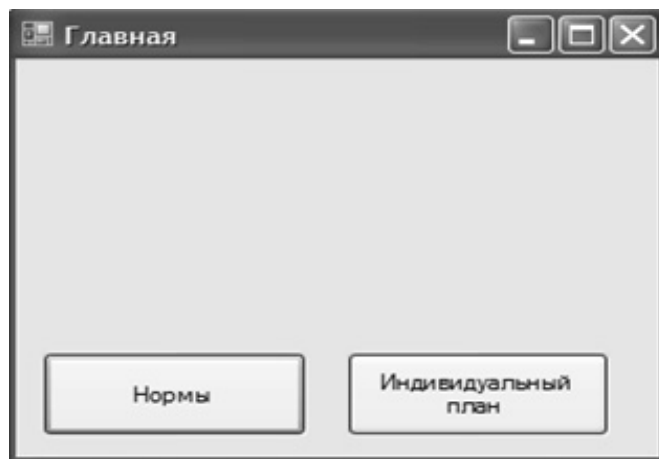 Главная
Нормы
Индивидуальный
план